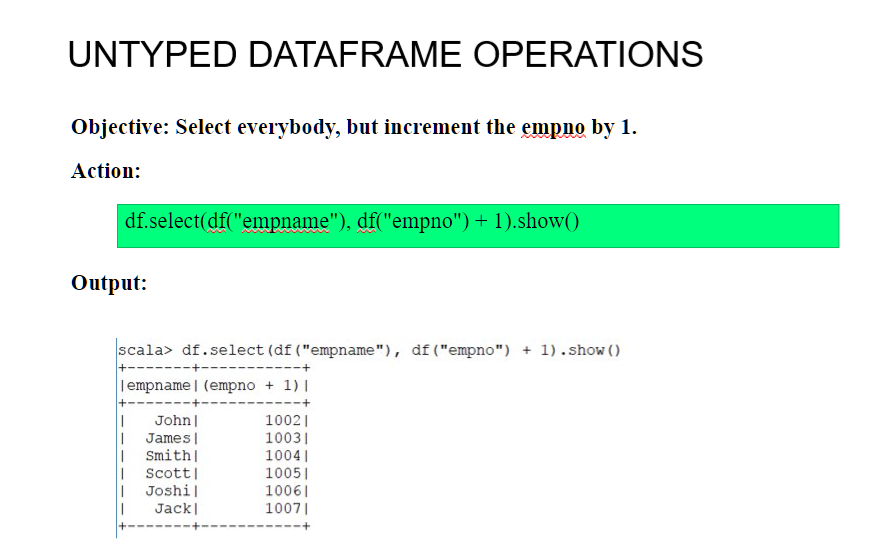 UNTYPED DATAFRAME OPERATIONS
Objective: Select everybody, but increment the empno by 1.
Action:
df.select(df("empname"), df("empno") + 1).show()
Output:
scala> df.select(df("empname"), df("empno") + 1).show()
+-------+-----------+
|empname|(empno + 1)|
+-------+-----------+
|   John|       1002|
|  James|       1003|
|  Smith|       1004|
|  Scott|       1005|
|  Joshi|       1006|
|   Jack|       1007|
+-------+-----------+